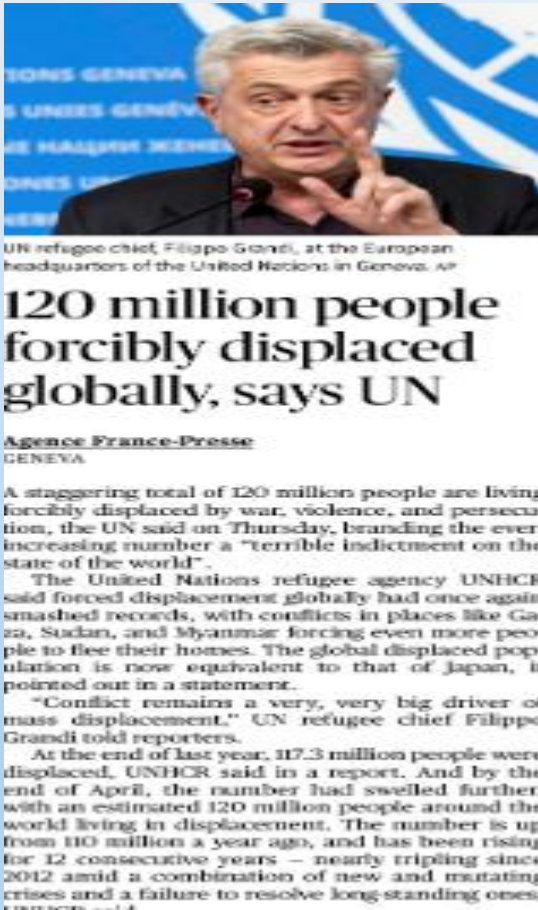 TIONS GENEVA
S UNIES GENÈV
НАЦИИ ЖЕНЕ
ONES UN
UN refugee chief, Filippo Grandi, at the European
headquarters of the United Nations in Geneva. AP
120 million people
forcibly displaced
globally, says UN
Agence France-Presse
GENEVA
A staggering total of 120 million people are living
forcibly displaced by war, violence, and persecu
tion, the UN said on Thursday, branding the ever
increasing number a “terrible indictment on the
state of the world”.
The United Nations refugee agency UNHCR
said forced displacement globally had once again
smashed records, with conflicts in places like Ga
za, Sudan, and Myanmar forcing even more peo
ple to flee their homes. The global displaced pop
ulation is now equivalent to that of Japan, it
pointed out in a statement.
“Conflict remains a very, very big driver of
mass displacement,” UN refugee chief Filippo
Grandi told reporters.
At the end of last year, 117.3 million people were
displaced, UNHCR said in a report. And by the
end of April, the number had swelled further,
with an estimated 120 million people around the
world living in displacement. The number is up
from 110 million a year ago, and has been rising
for 12 consecutive years – nearly tripling since
2012 amid a combination of new and mutating
crises and a failure to resolve long-standing ones,
UNHCR said